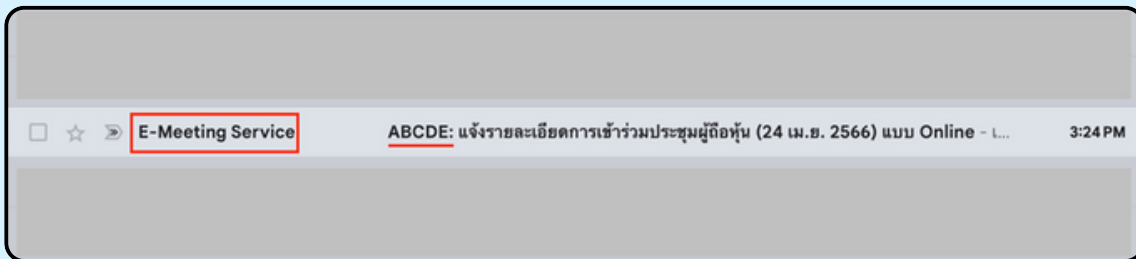 E-Meeting Service ABCDE: แจ้งรายละเอียดการเข้าร่วมประชุมผู้ถือหุ้น (24 เม.ย. 2566) แบบ Online - เ... 3:24 PM